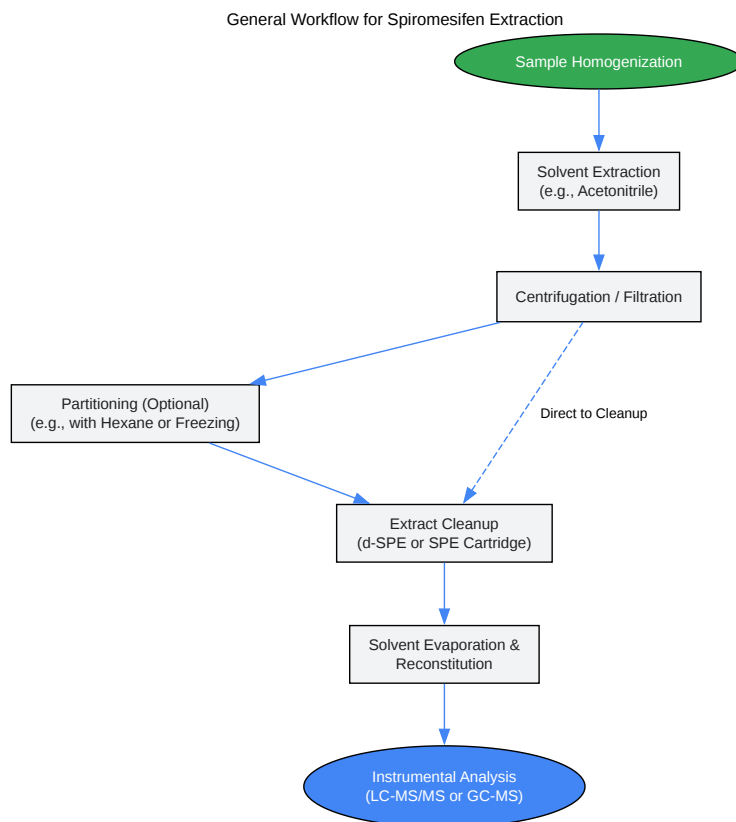 General Workflow for Spiromesifen Extraction
Sample Homogenization
Solvent Extraction
(e.g., Acetonitrile)
Centrifugation / Filtration
Partitioning (Optional)
(e.g., with Hexane or Freezing)
Direct to Cleanup
Extract Cleanup
(d-SPE or SPE Cartridge)
Solvent Evaporation &
Reconstitution
Instrumental Analysis
(LC-MS/MS or GC-MS)